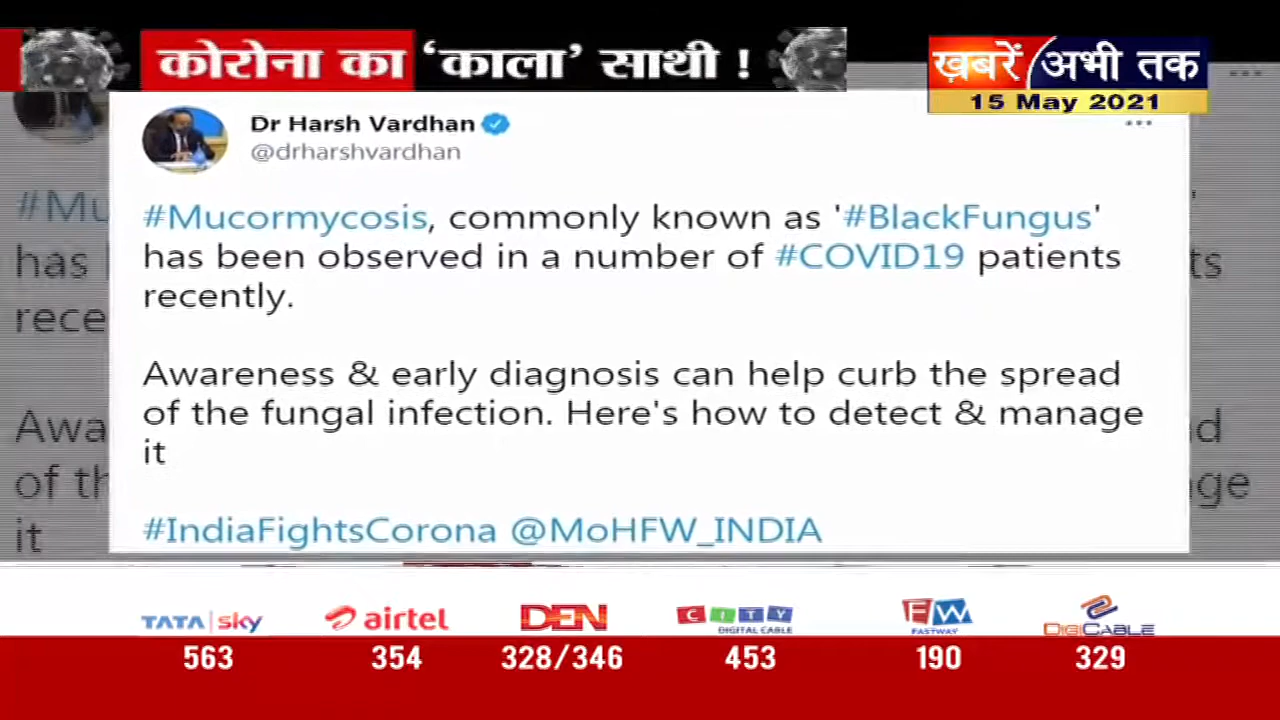 कोरोना का 'काला' साथी !
ख़बरें अभी तक
15 May 2021
Dr Harsh Vardhan
@drharshvardhan
#Mucormycosis, commonly known as '#BlackFungus'
has been observed in a number of #COVID19 patients
recently.
Awareness & early diagnosis can help curb the spread
of the fungal infection. Here's how to detect & manage
it
#IndiaFightsCorona @MoHFW_INDIA
TATA sky airtel DEN CITY FW DIGICABLE
DIGITAL CABLE FASTWAY
563 354 328/346 453 190 329